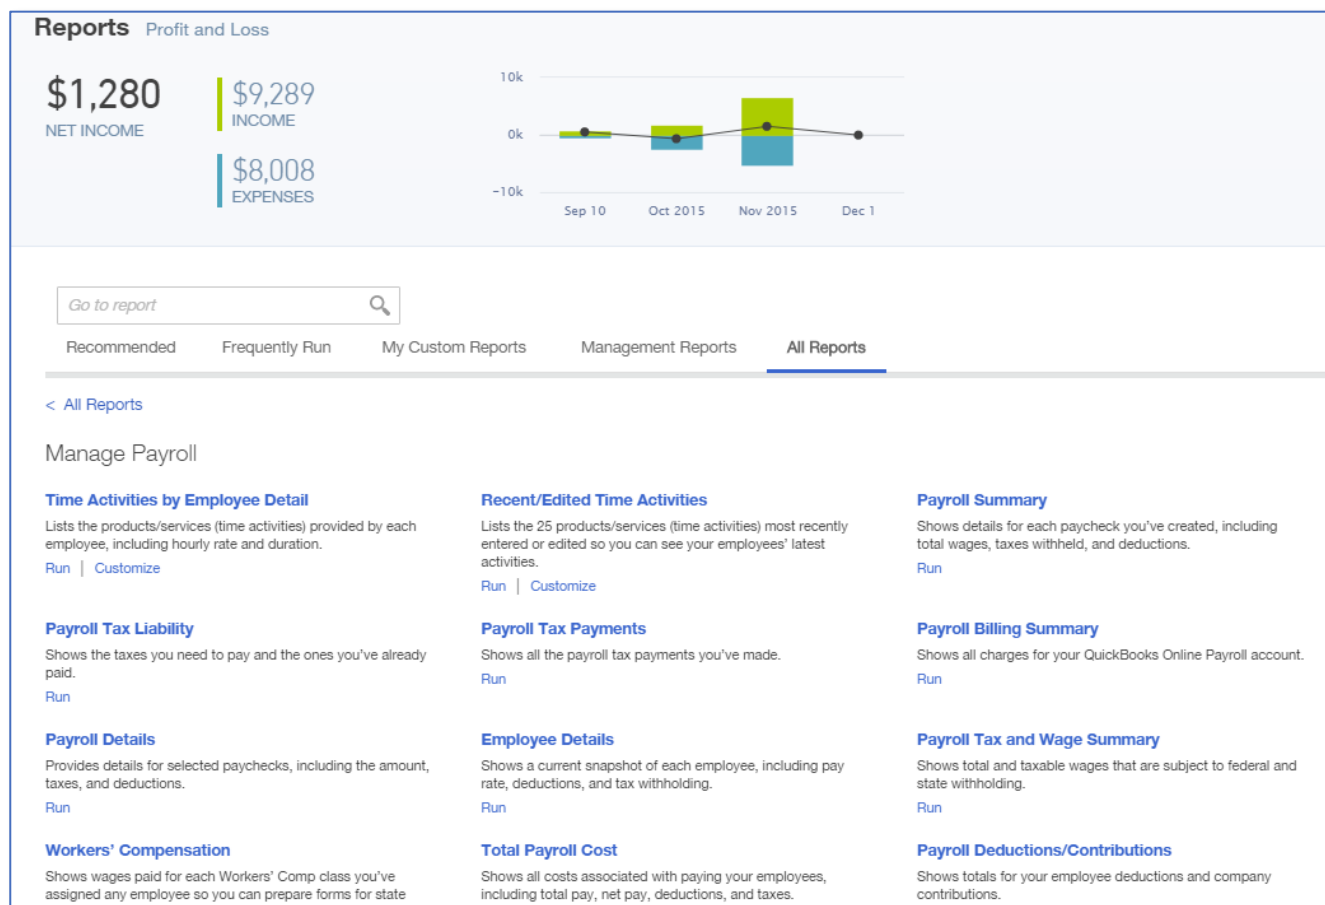 Reports Profit and Loss
$1,280
NET INCOME
$9,289
INCOME
$8,008
EXPENSES
10k
0k
-10k
Sep 10 Oct 2015 Nov 2015 Dec 1
Go to report
Recommended Frequently Run My Custom Reports Management Reports All Reports
< All Reports
Manage Payroll
Time Activities by Employee Detail
Lists the products/services (time activities) provided by each
employee, including hourly rate and duration.
Run | Customize
Recent/Edited Time Activities
Lists the 25 products/services (time activities) most recently
entered or edited so you can see your employees' latest
activities.
Run | Customize
Payroll Summary
Shows details for each paycheck you've created, including
total wages, taxes withheld, and deductions.
Run
Payroll Tax Liability
Shows the taxes you need to pay and the ones you've already
paid.
Run
Payroll Tax Payments
Shows all the payroll tax payments you've made.
Run
Payroll Billing Summary
Shows all charges for your QuickBooks Online Payroll account.
Run
Payroll Details
Provides details for selected paychecks, including the amount,
taxes, and deductions.
Run
Employee Details
Shows a current snapshot of each employee, including pay
rate, deductions, and tax withholding.
Run
Payroll Tax and Wage Summary
Shows total and taxable wages that are subject to federal and
state withholding.
Run
Workers' Compensation
Shows wages paid for each Workers' Comp class you've
assigned any employee so you can prepare forms for state
Total Payroll Cost
Shows all costs associated with paying your employees,
including total pay, net pay, deductions, and taxes.
Payroll Deductions/Contributions
Shows totals for your employee deductions and company
contributions.